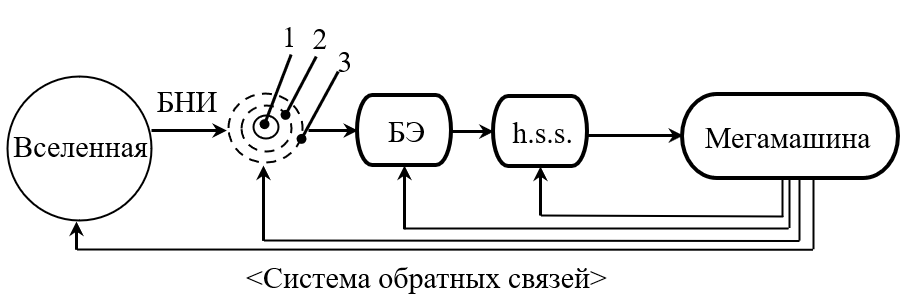 1
2
3
БНИ
Вселенная
БЭ
h.s.s.
Мегамашина
<Система обратных связей>